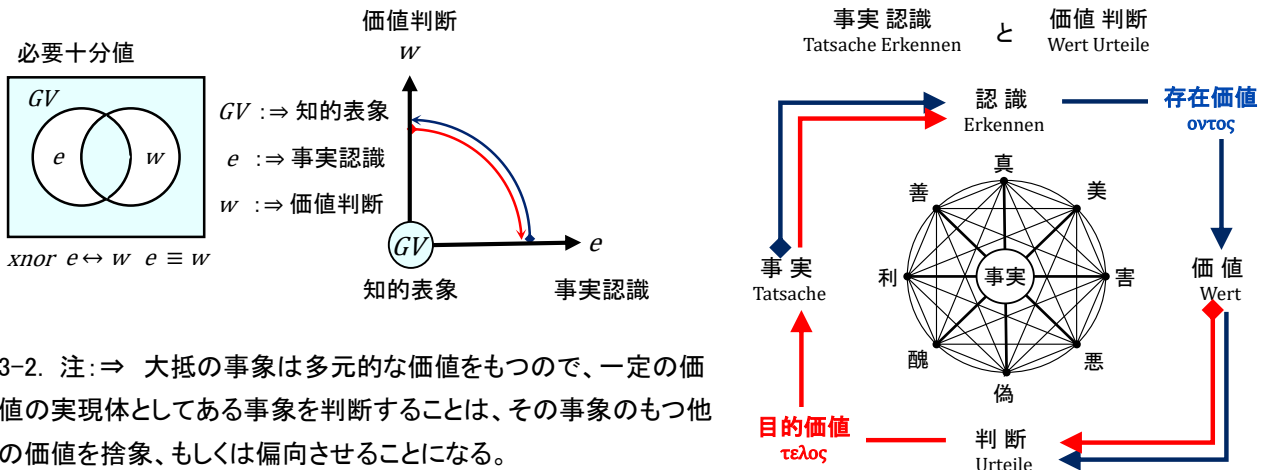 必要十分値
GV
e
w
xnor e↔w e ≡ w
GV :⇒ 知的表象
e :⇒ 事実認識
w :⇒ 価値判断
価値判断
w
GV
e
知的表象
事実認識
3-2. 注:⇒ 大抵の事象は多元的な価値をもつので、一定の価
値の実現体としてある事象を判断することは、その事象のもつ他
の価値を捨象、もしくは偏向させることになる。
事実 認識 と 価値 判断
Tatsache Erkennen Wert Urteile
認 識
Erkennen
存在価値
οντος
事 実
Tatsache
価 値
Wert
真
善
美
利
事実
害
醜
悪
偽
目的価値
τελος
判 断
Urteile